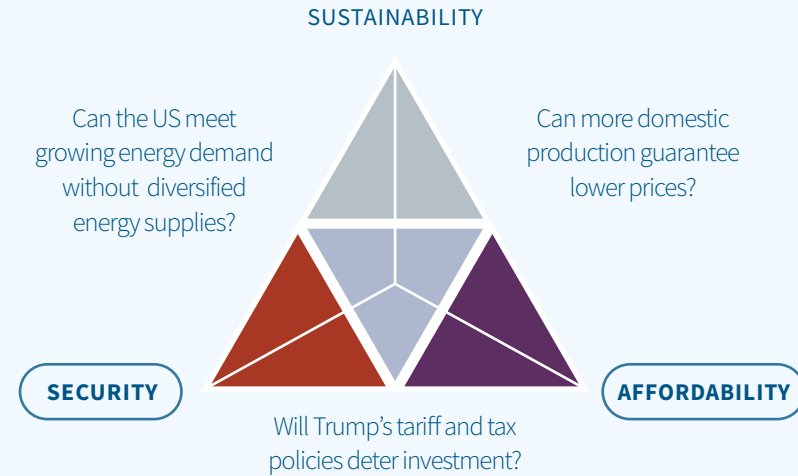 SUSTAINABILITY
Can the US meet
growing energy demand
without diversified
energy supplies?
Can more domestic
production guarantee
lower prices?
SECURITY
AFFORDABILITY
Will Trump's tariff and tax
policies deter investment?